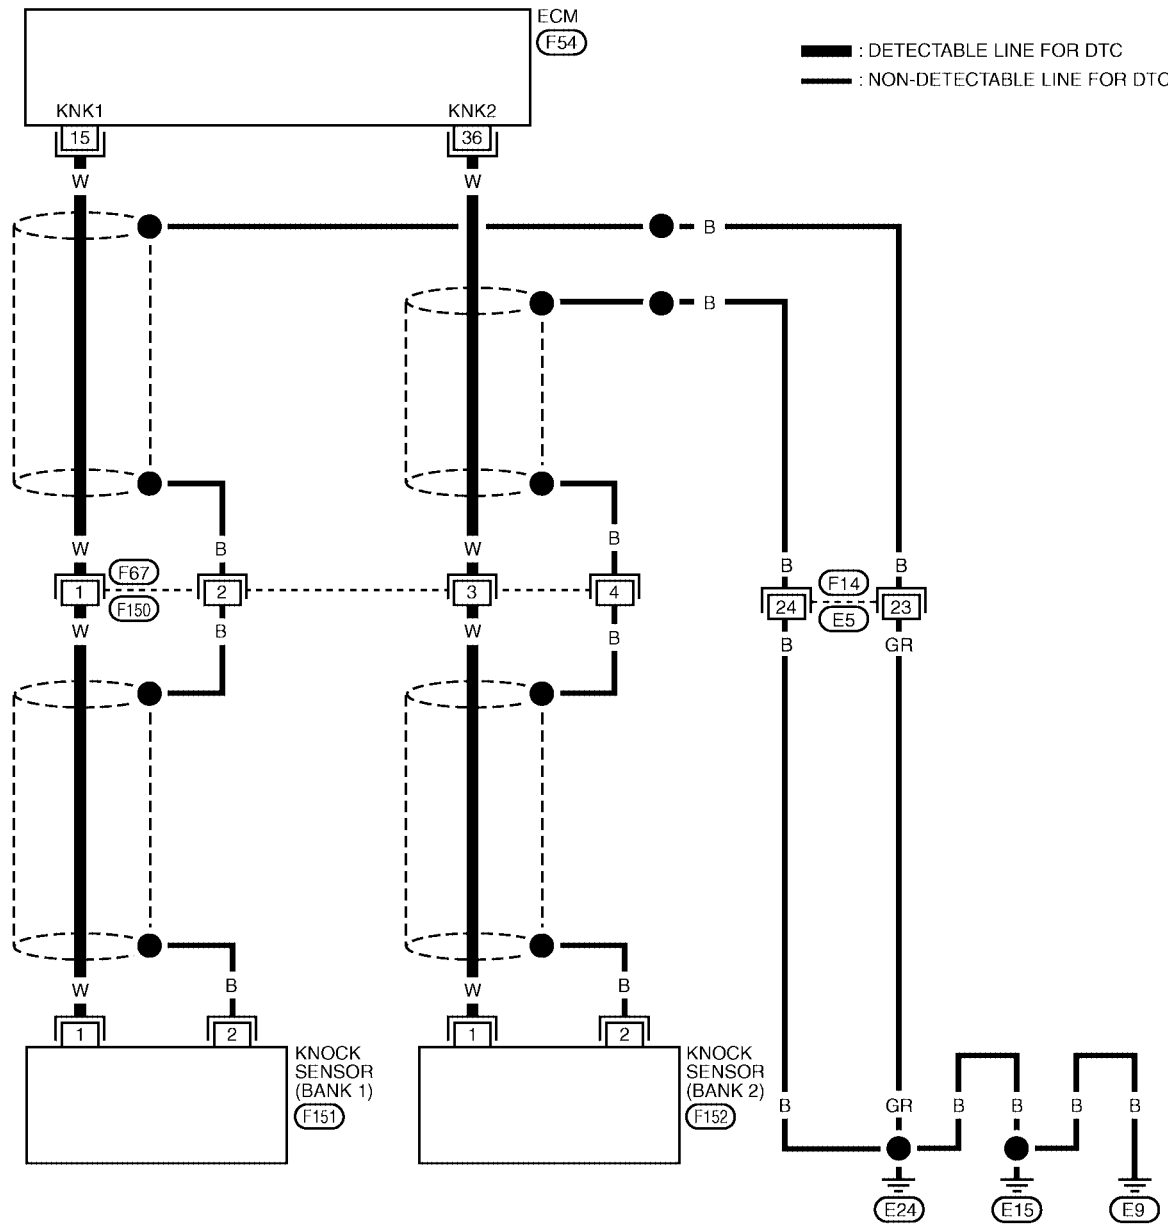 ECM
F54
: DETECTABLE LINE FOR DTC
: NON-DETECTABLE LINE FOR DTC
KNK1
KNK2
15
36
W
W
B
B
W
B
W
B
B
B
1
F67
F150
2
3
4
24
F14
E5
23
W
B
W
B
B
GR
W
B
W
B
1
2
1
2
KNOCK
SENSOR
(BANK 1)
F151
KNOCK
SENSOR
(BANK 2)
F152
B
GR
B
B
B
B
E24
E15
E9